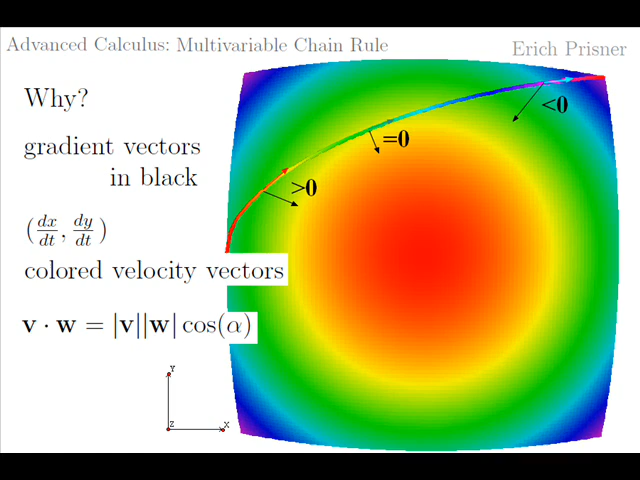 Advanced Calculus: Multivariable Chain Rule
Erich Prisner
Why?
gradient vectors
in black
(dx/dt, dy/dt)
colored velocity vectors
v · w = |v||w| cos(α)
>0
=0
<0
Y
Z
X